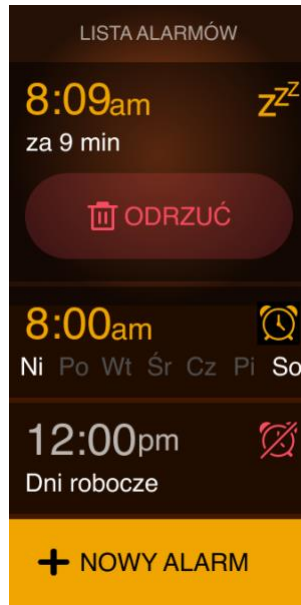 LISTA ALARMÓW
8:09am zzz
za 9 min
ODRZUĆ
8:00am
Ni Po Wt Śr Cz Pi So
12:00pm
Dni robocze
+ NOWY ALARM